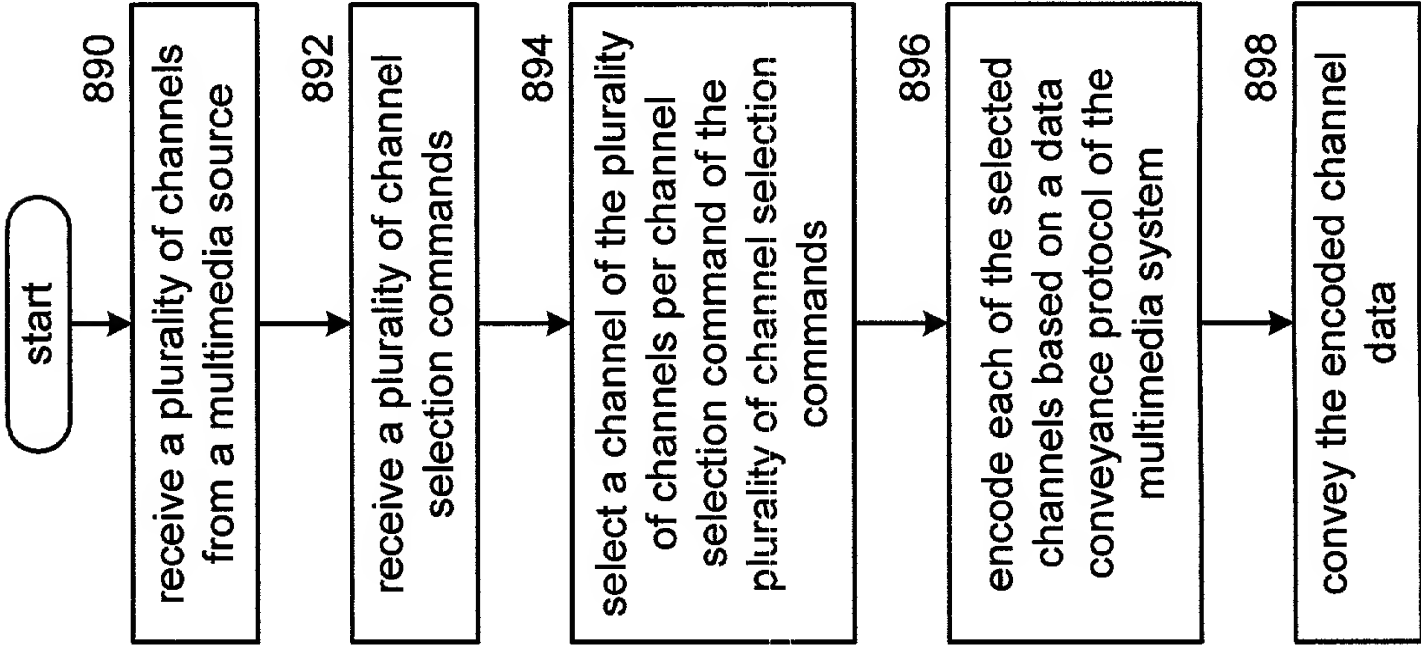 start
890
receive a plurality of channels
from a multimedia source
892
receive a plurality of channel
selection commands
894
select a channel of the plurality
of channels per channel
selection command of the
plurality of channel selection
commands
896
encode each of the selected
channels based on a data
conveyance protocol of the
multimedia system
898
convey the encoded channel
data